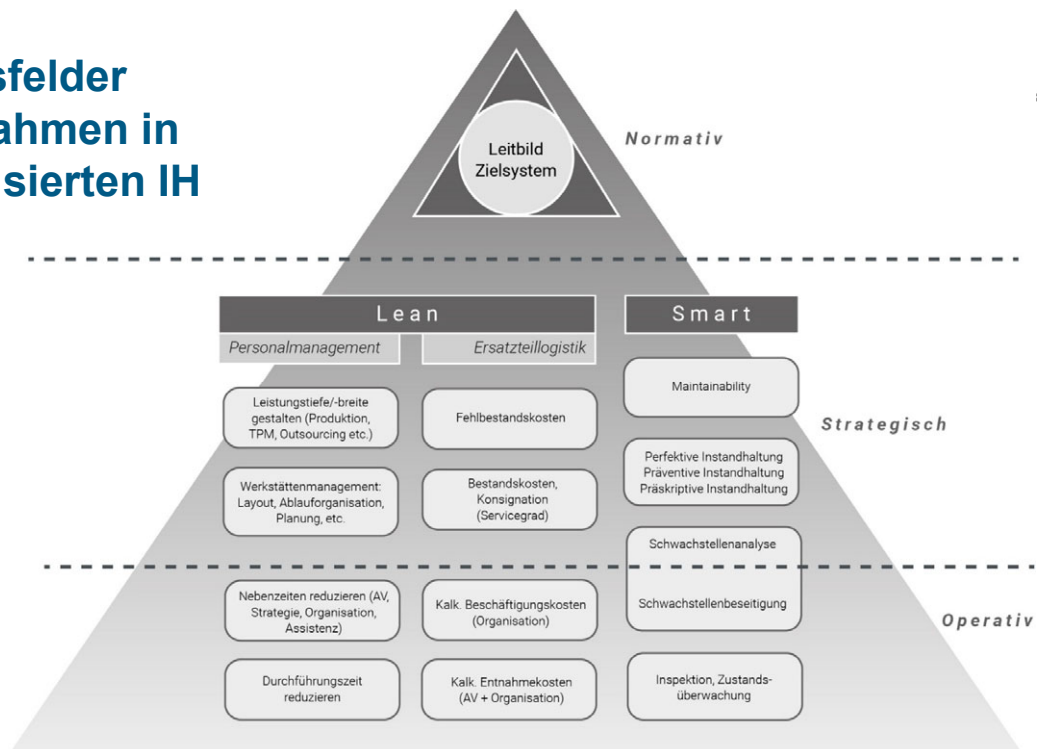 sfelder
ahmen in
sierten IH
Leitbild
Zielsystem
Normativ
Lean
Smart
Personalmanagement
Ersatzteillogistik
Leistungstiefe/-breite
gestalten (Produktion,
TPM, Outsourcing etc.)
Fehlbestandskosten
Maintainability
Strategisch
Werkstättenmanagement:
Layout, Ablauforganisation,
Planung, etc.
Bestandskosten,
Konsignation
(Servicegrad)
Perfektive Instandhaltung
Präventive Instandhaltung
Präskriptive Instandhaltung
Schwachstellenanalyse
Schwachstellenbeseitigung
Nebenzeiten reduzieren (AV,
Strategie, Organisation,
Assistenz)
Kalk. Beschäftigungskosten
(Organisation)
Operativ
Durchführungszeit
reduzieren
Kalk. Entnahmekosten
(AV + Organisation)
Inspektion, Zustands-
überwachung